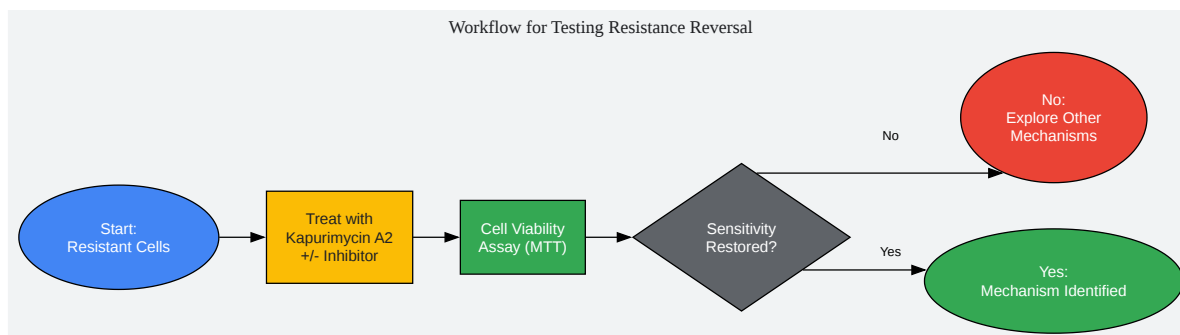 Workflow for Testing Resistance Reversal
Start:
Resistant Cells
Treat with
Kapurimycin A2
+/- Inhibitor
Cell Viability
Assay (MTT)
Sensitivity
Restored?
No
No:
Explore Other
Mechanisms
Yes
Yes:
Mechanism Identified